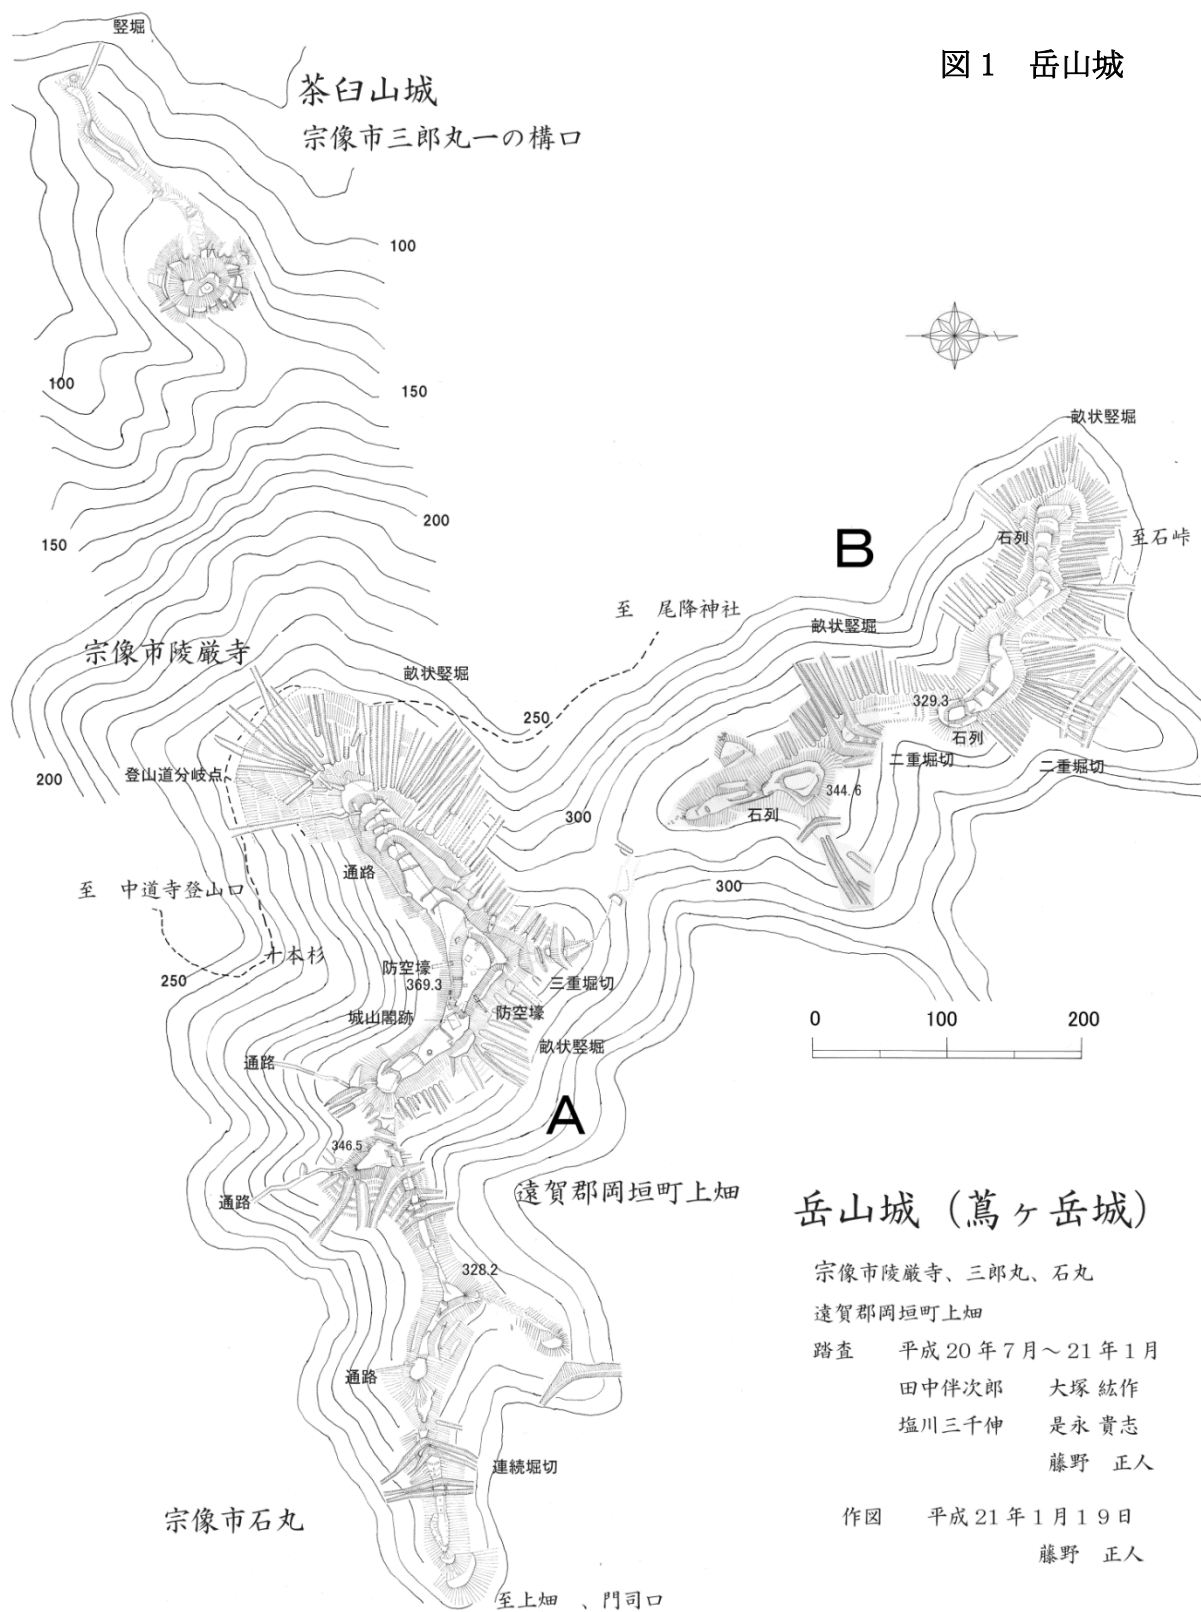 竪堀
図1 岳山城
茶臼山城
宗像市三郎丸一の構口
100
100
150
畝状竪堀
200
150
石列
至石峠
B
至 尾降神社
畝状竪堀
宗像市陵厳寺
畝状竪堀
329.3
250
石列
登山道分岐点
200
二重堀切
二重堀切
344.6
石列
300
通路
300
至 中道寺登山口
十本杉
防空壕
250
369.3
三重堀切
城山閣跡
防空壕
0 100 200
畝状竪堀
通路
A
346.5
遠賀郡岡垣町上畑
通路
岳山城(蔦ヶ岳城)
328.2
宗像市陵厳寺、三郎丸、石丸
遠賀郡岡垣町上畑
踏査 平成20年7月~21年1月
通路
田中伴次郎 大塚 紘作
塩川三千伸 是永 貴志
藤野 正人
連続堀切
宗像市石丸
作図 平成21年1月19日
藤野 正人
至上畑 、門司口